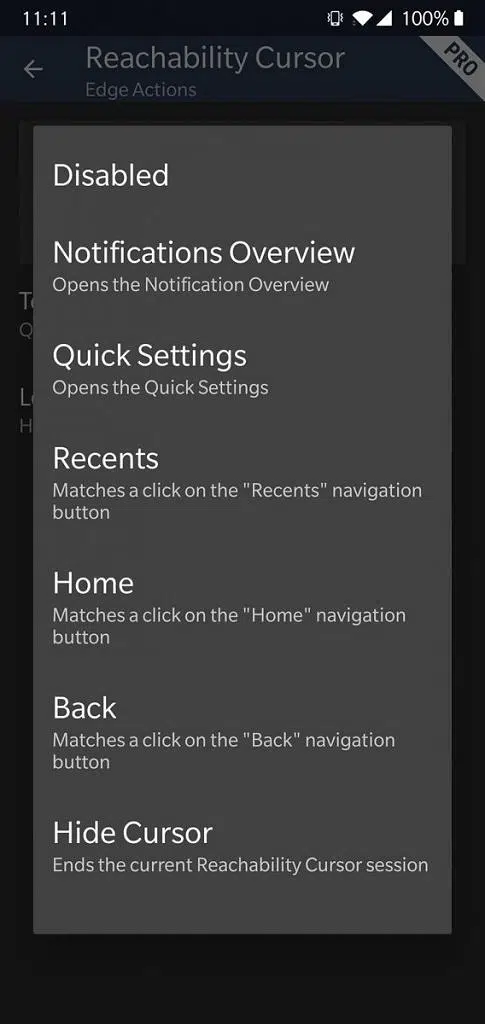 11:11
100%
Reachability Cursor
PRO
Edge Actions
Disabled
Notifications Overview
Opens the Notification Overview
Quick Settings
Opens the Quick Settings
Recents
Matches a click on the "Recents" navigation
button
Home
Matches a click on the "Home" navigation
button
Back
Matches a click on the "Back" navigation
button
Hide Cursor
Ends the current Reachability Cursor session